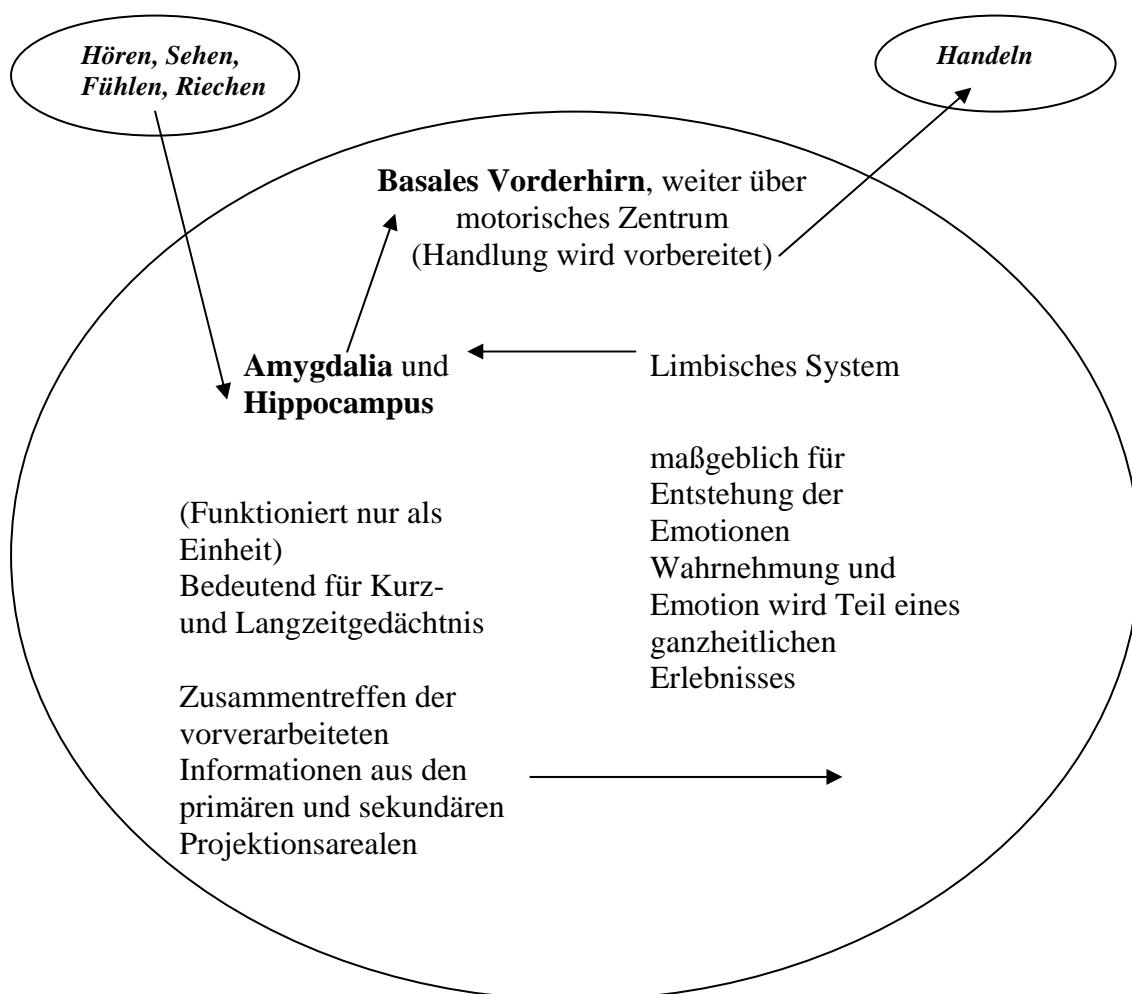 Hören, Sehen,
Fühlen, Riechen
Handeln
Basales Vorderhirn, weiter über
motorisches Zentrum
(Handlung wird vorbereitet)
Amygdalia und
Hippocampus
Limbisches System
(Funktioniert nur als
Einheit)
Bedeutend für Kurz-
und Langzeitgedächtnis
maßgeblich für
Entstehung der
Emotionen
Wahrnehmung und
Emotion wird Teil eines
ganzheitlichen
Erlebnisses
Zusammentreffen der
vorverarbeiteten
Informationen aus den
primären und sekundären
Projektionsarealen